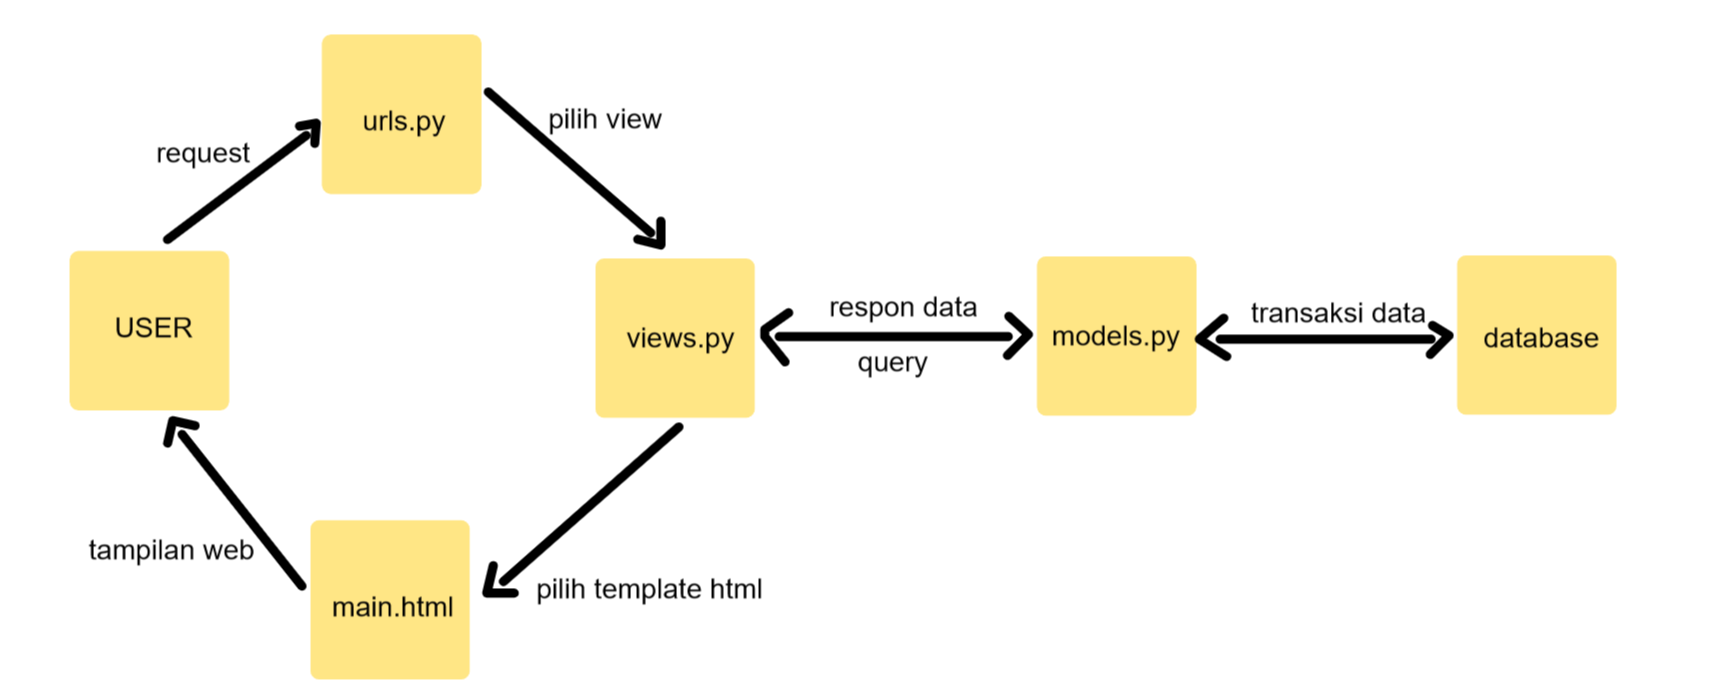 urls.py
pilih view
request
USER
views.py
respon data
query
models.py
transaksi data
database
tampilan web
main.html
pilih template html